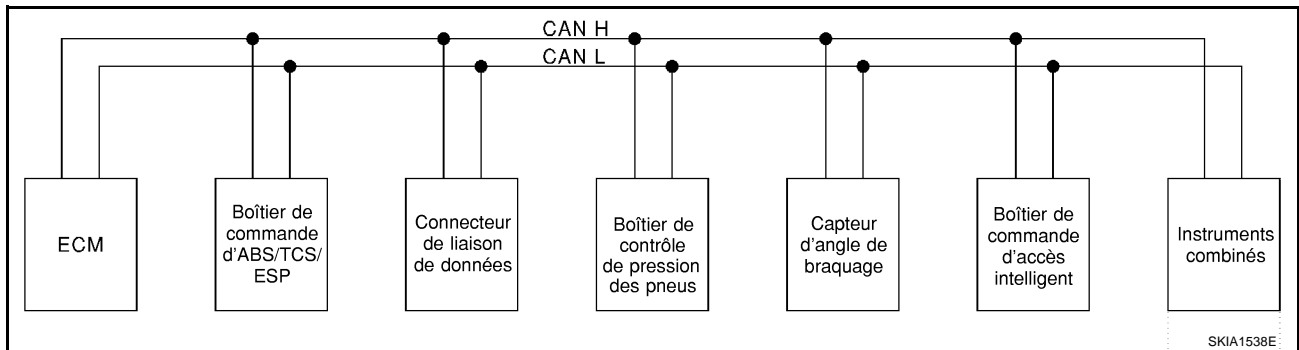 CAN H
CAN L
ECM
Boîtier de
commande
d'ABS/TCS/
ESP
Connecteur
de liaison
de données
Boîtier de
contrôle
de pression
des pneus
Capteur
d'angle de
braquage
Boîtier de
commande
d'accès
intelligent
Instruments
combinés
SKIA1538E